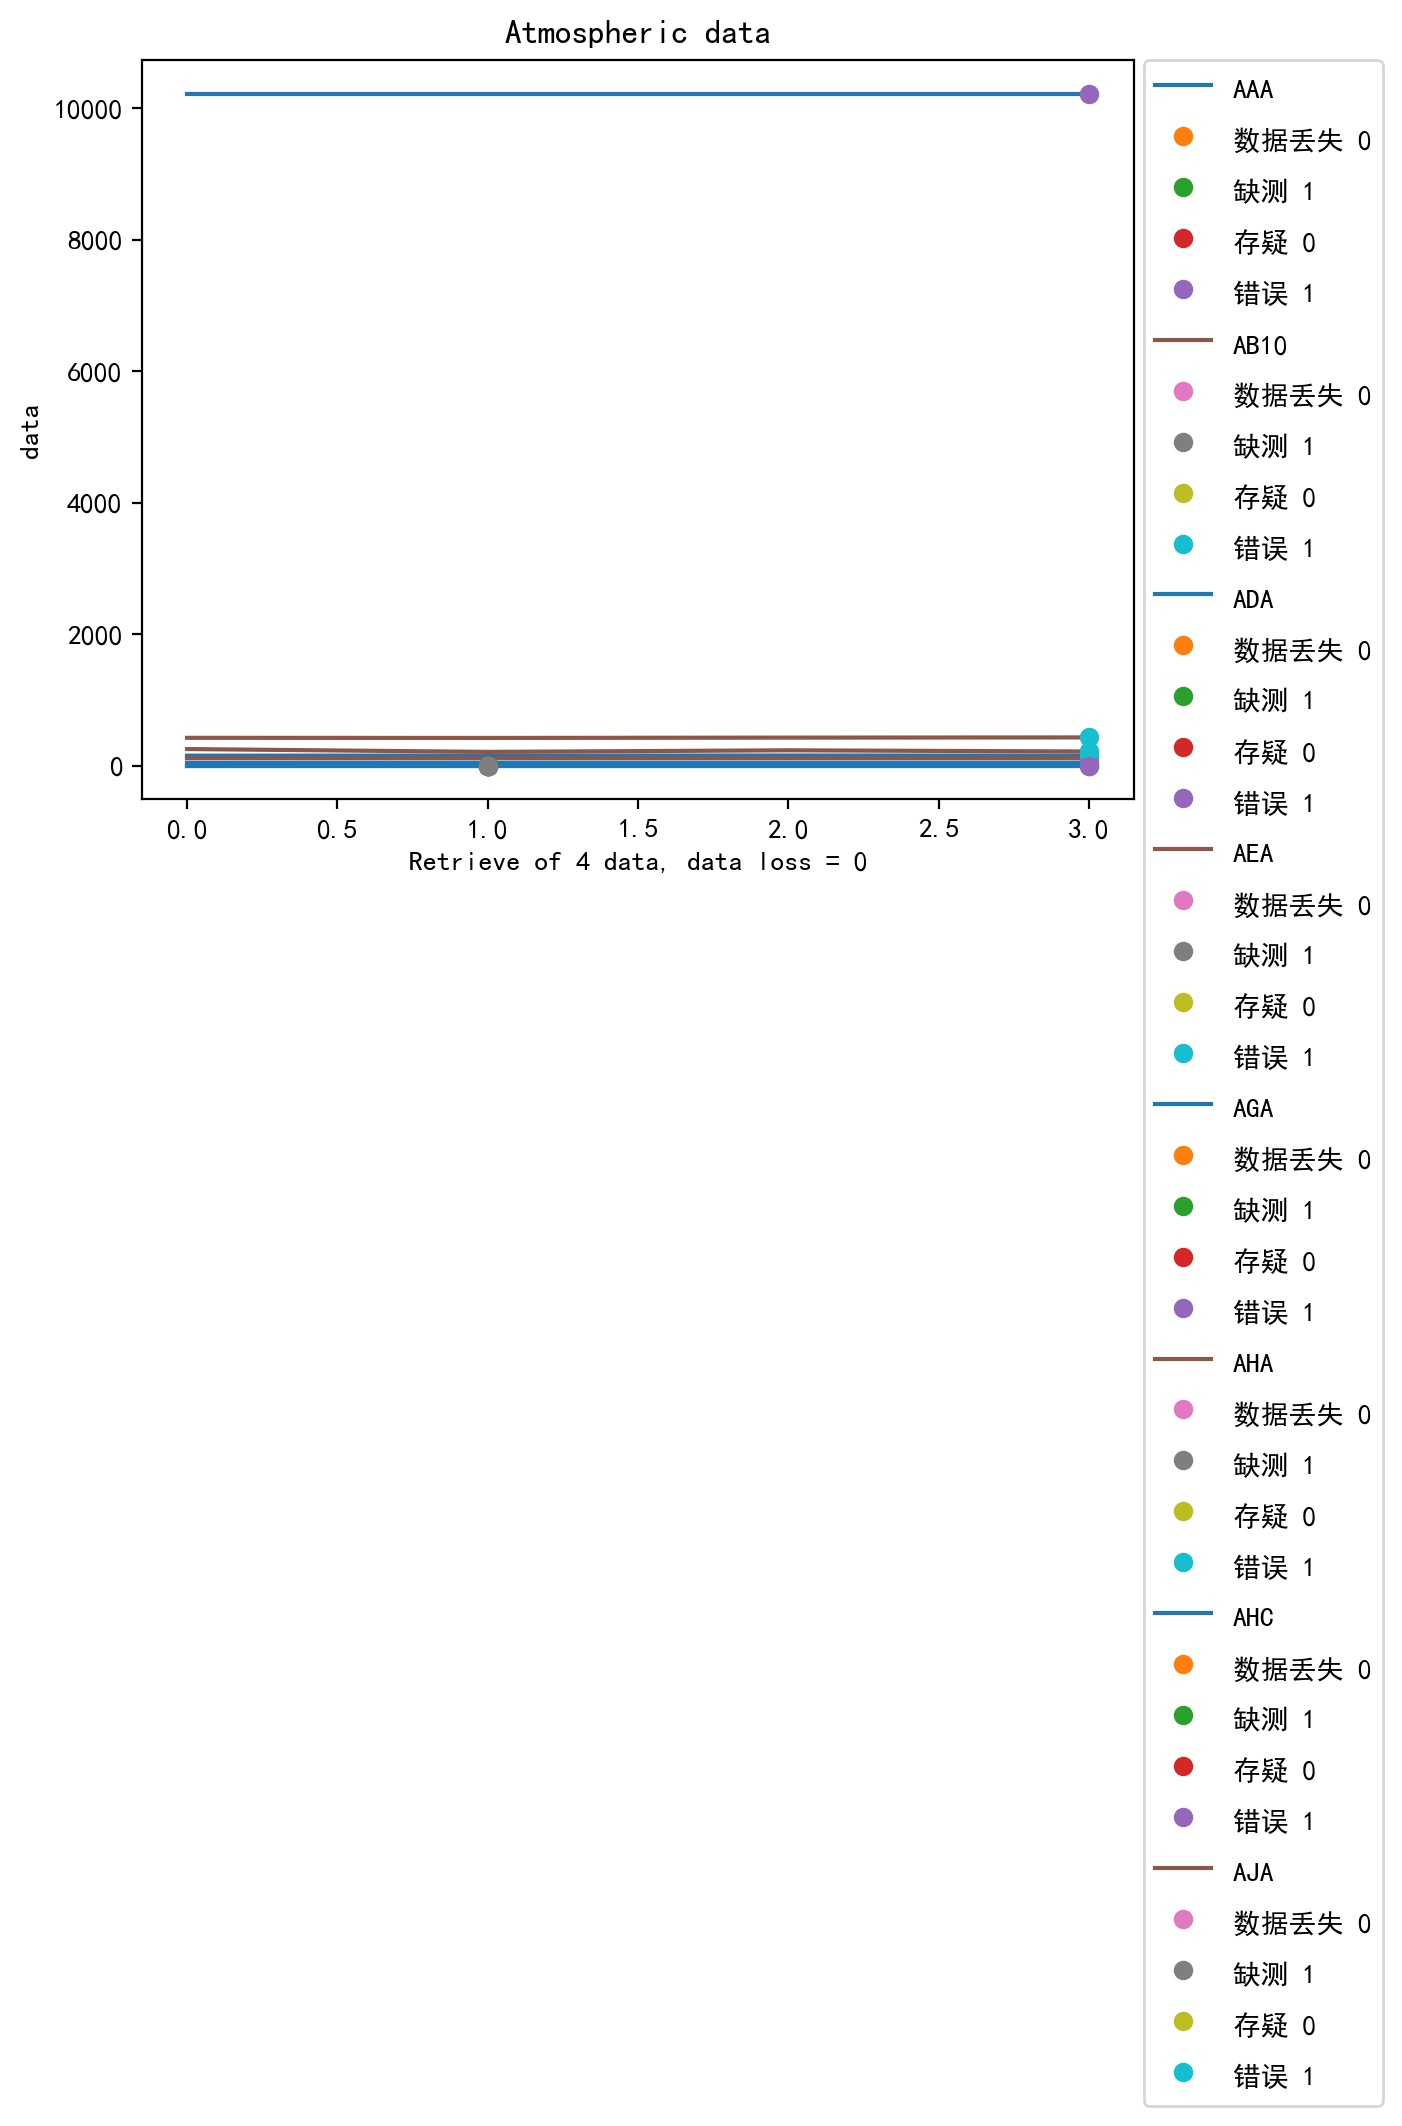 Atmospheric data
data
10000
8000
6000
4000
2000
0
0.0 0.5 1.0 1.5 2.0 2.5 3.0
Retrieve of 4 data, data loss = 0
AAA
数据丢失 0
缺测 1
存疑 0
错误 1
AB10
数据丢失 0
缺测 1
存疑 0
错误 1
ADA
数据丢失 0
缺测 1
存疑 0
错误 1
AEA
数据丢失 0
缺测 1
存疑 0
错误 1
AGA
数据丢失 0
缺测 1
存疑 0
错误 1
AHA
数据丢失 0
缺测 1
存疑 0
错误 1
AHC
数据丢失 0
缺测 1
存疑 0
错误 1
AJA
数据丢失 0
缺测 1
存疑 0
错误 1